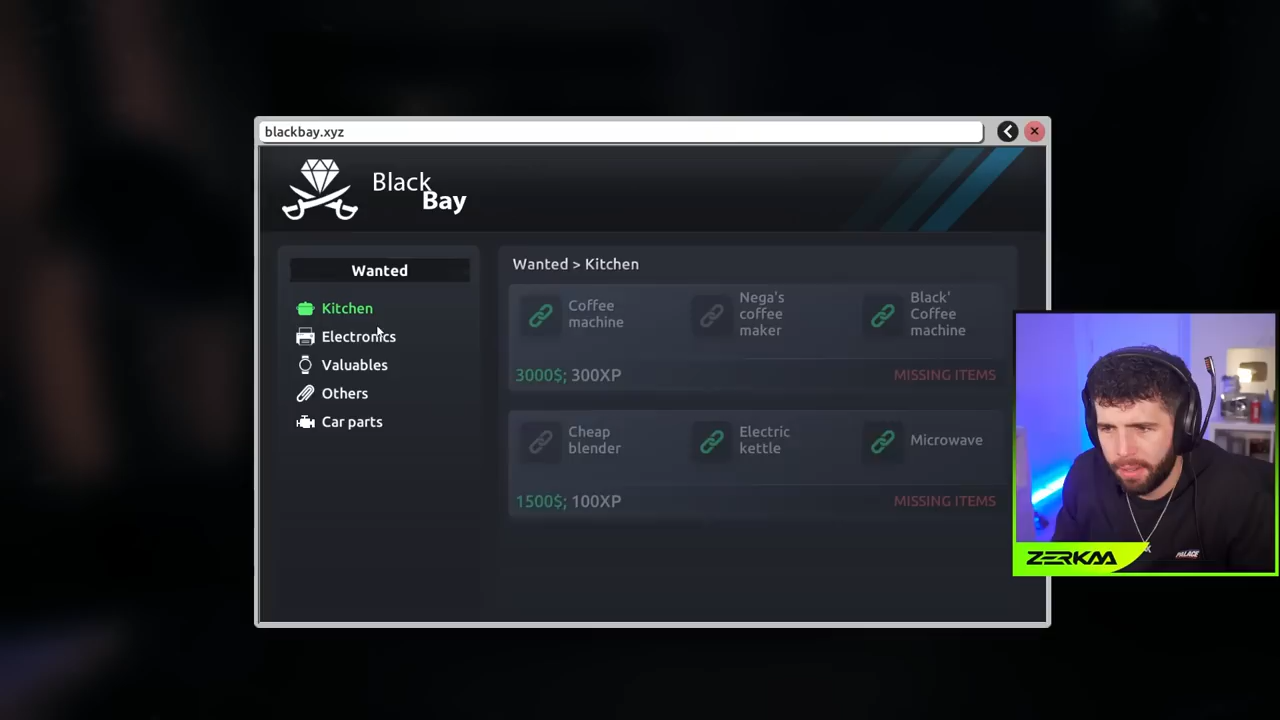 blackbay.xyz
Black
Bay
Wanted
Kitchen
Electronics
Valuables
Others
Car parts
Wanted > Kitchen
Coffee
machine
Nega's
coffee
maker
Black'
Coffee
machine
3000$; 300XP
MISSING ITEMS
Cheap
blender
Electric
kettle
Microwave
1500$; 100XP
MISSING ITEMS
PALACE
ZERKAA